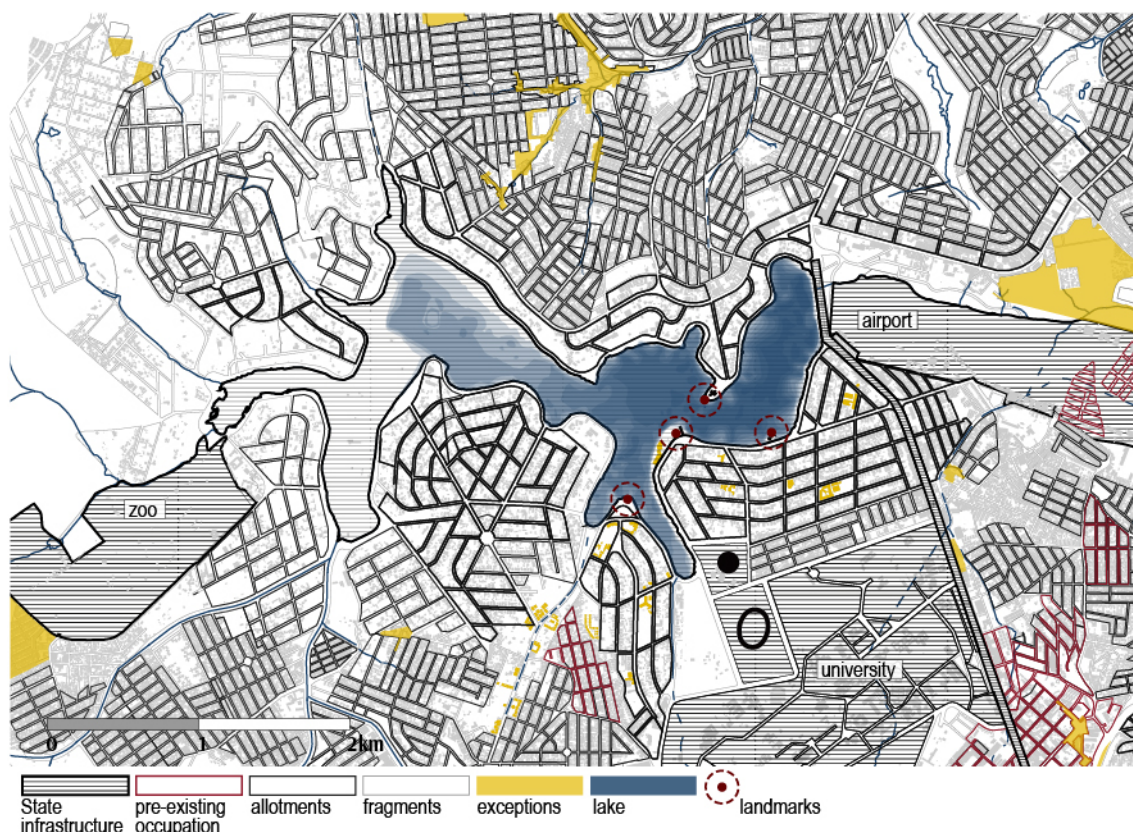 airport
zoo
university
0 1 2km
State infrastructure
pre-existing occupation
allotments
fragments
exceptions
lake
landmarks